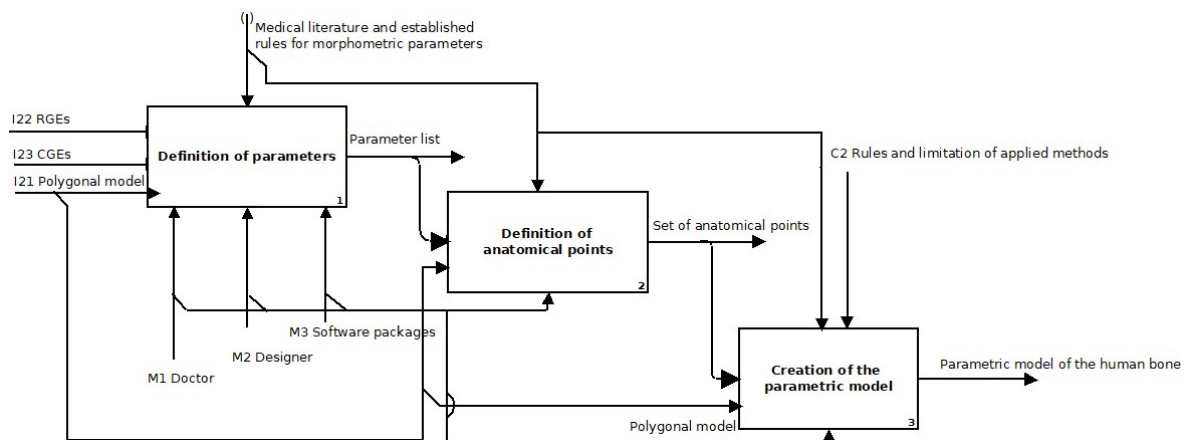 ()
Medical literature and established
rules for morphometric parameters
I22 RGEs
I23 CGEs
I21 Polygonal model
Definition of parameters
1
Parameter list
C2 Rules and limitation of applied methods
Definition of
anatomical points
2
Set of anatomical points
M3 Software packages
M2 Designer
M1 Doctor
Creation of the
parametric model
3
Parametric model of the human bone
Polygonal model